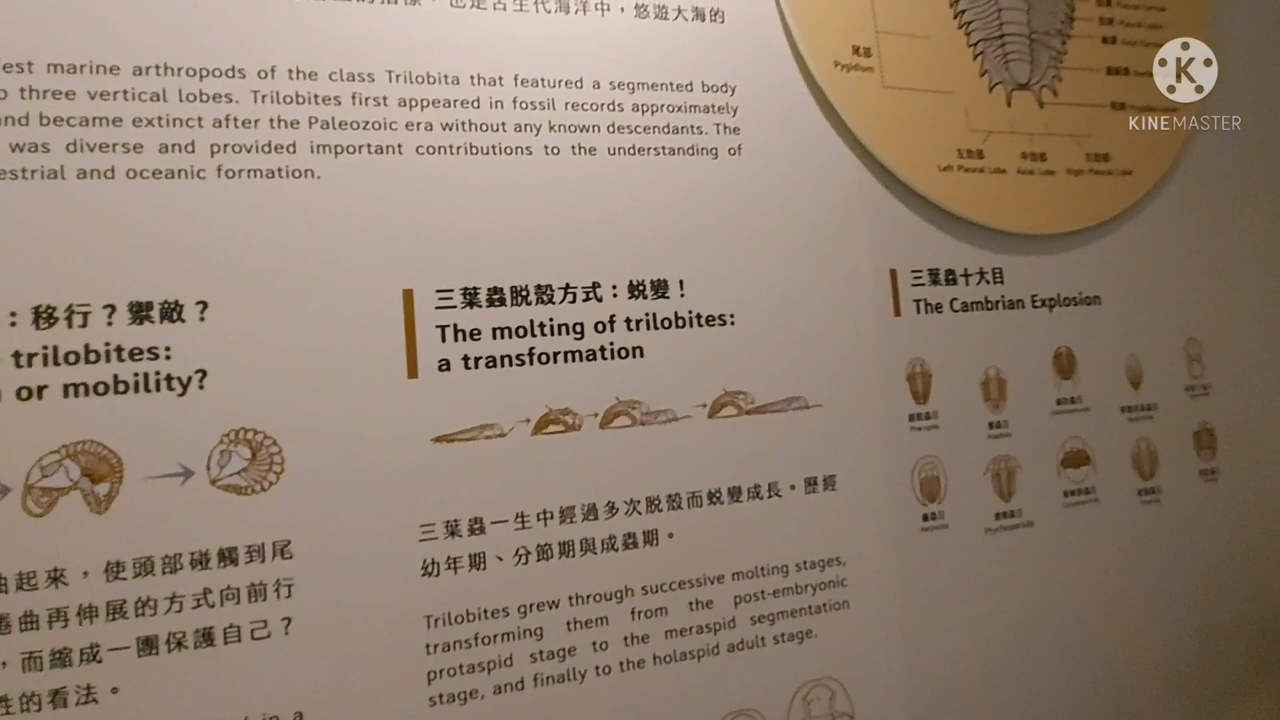 也是古生代海洋中，悠遊大海的
est marine arthropods of the class Trilobita that featured a segmented body
three vertical lobes. Trilobites first appeared in fossil records approximately
and became extinct after the Paleozoic era without any known descendants. The
was diverse and provided important contributions to the understanding of
estrial and oceanic formation.
尾部
Pygidium
左肋部
中軸部
右肋部
Left Pleural Lobe
Axial Lobe
Right Pleural Lobe
KINEMASTER
：移行？禦敵？
trilobites:
or mobility?
起來，使頭部碰觸到尾
捲曲再伸展的方式向前行
，而縮成一團保護自己？
性的看法。
in a
三葉蟲脱殼方式：蛻變！
The molting of trilobites:
a transformation
三葉蟲一生中經過多次脱殼而蛻變成長。歷經
幼年期、分節期與成蟲期。
Trilobites grew through successive molting stages,
transforming them from the post-embryonic
protaspid stage to the meraspid segmentation
stage, and finally to the holaspid adult stage.
三葉蟲十大目
The Cambrian Explosion